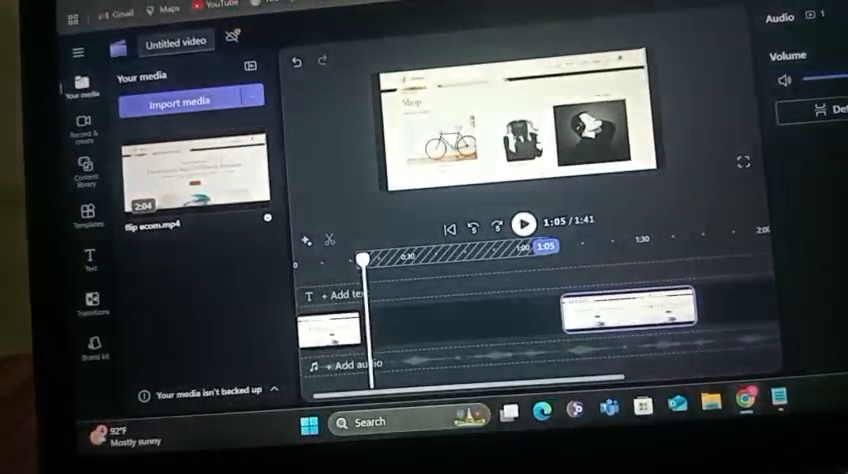 Gmail
Maps
YouTube
Untitled video
Audio
1
Your media
Volume
Your media
Import media
Record &
create
Shop
Content
library
2:04
flip ecom.mp4
Templates
1:05 / 1:41
0
0:30
1:00
1:05
1:30
2:00
Text
+ Add text
Transitions
Brand kit
+ Add audio
Your media isn't backed up
92°F
Mostly sunny
Search